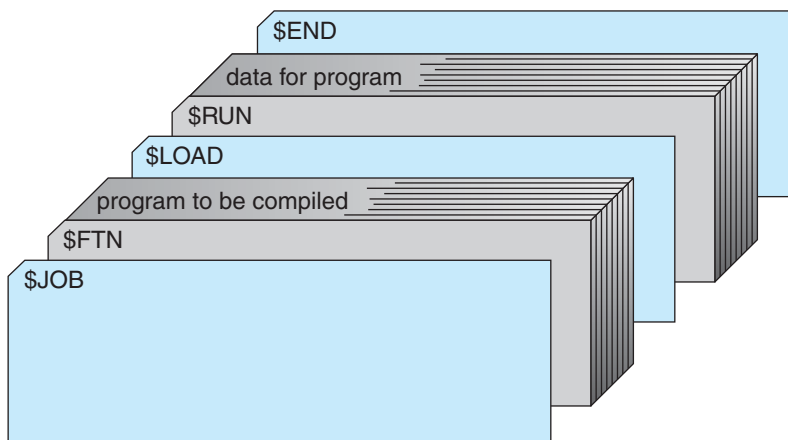 $END
data for program
$RUN
$LOAD
program to be compiled
$FTN
$JOB